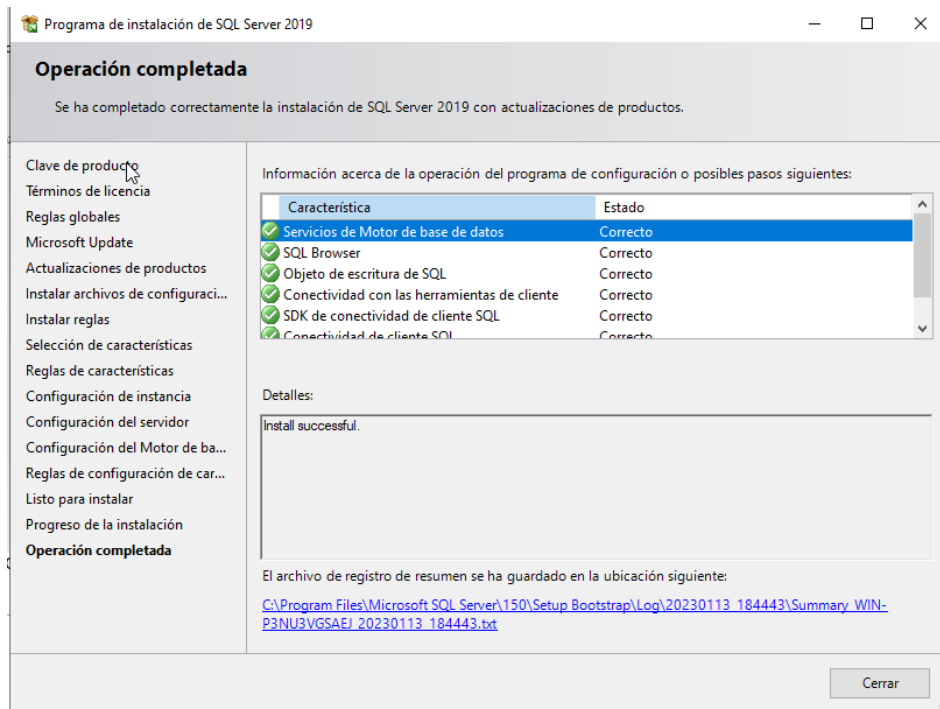 Programa de instalación de SQL Server 2019
Operación completada
Se ha completado correctamente la instalación de SQL Server 2019 con actualizaciones de productos.
Clave de producto
Términos de licencia
Reglas globales
Microsoft Update
Actualizaciones de productos
Instalar archivos de configuraci...
Instalar reglas
Selección de características
Reglas de características
Configuración de instancia
Configuración del servidor
Configuración del Motor de ba...
Reglas de configuración de car...
Listo para instalar
Progreso de la instalación
Operación completada
Información acerca de la operación del programa de configuración o posibles pasos siguientes:
Característica Estado
Servicios de Motor de base de datos Correcto
SQL Browser Correcto
Objeto de escritura de SQL Correcto
Conectividad con las herramientas de cliente Correcto
SDK de conectividad de cliente SQL Correcto
Conectividad de cliente SQL Correcto
Detalles:
Install successful.
El archivo de registro de resumen se ha guardado en la ubicación siguiente:
C:\Program Files\Microsoft SQL Server\150\Setup Bootstrap\Log\20230113_184443\Summary_WIN-
P3NU3VGSAEJ_20230113_184443.txt
Cerrar